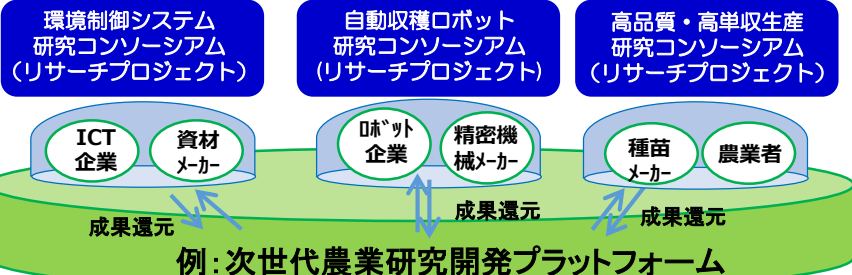 環境制御システム
研究コンソーシアム
（リサーチプロジェクト）
自動収穫ロボット
研究コンソーシアム
(リサーチプロジェクト)
高品質・高単収生産
研究コンソーシアム
（リサーチプロジェクト）
ICT
企業
資材
ﾒｰｶｰ
ﾛﾎﾞｯﾄ
企業
精密機
械ﾒｰｶｰ
種苗
ﾒｰｶｰ
農業者
成果還元
成果還元
成果還元
例：次世代農業研究開発プラットフォーム